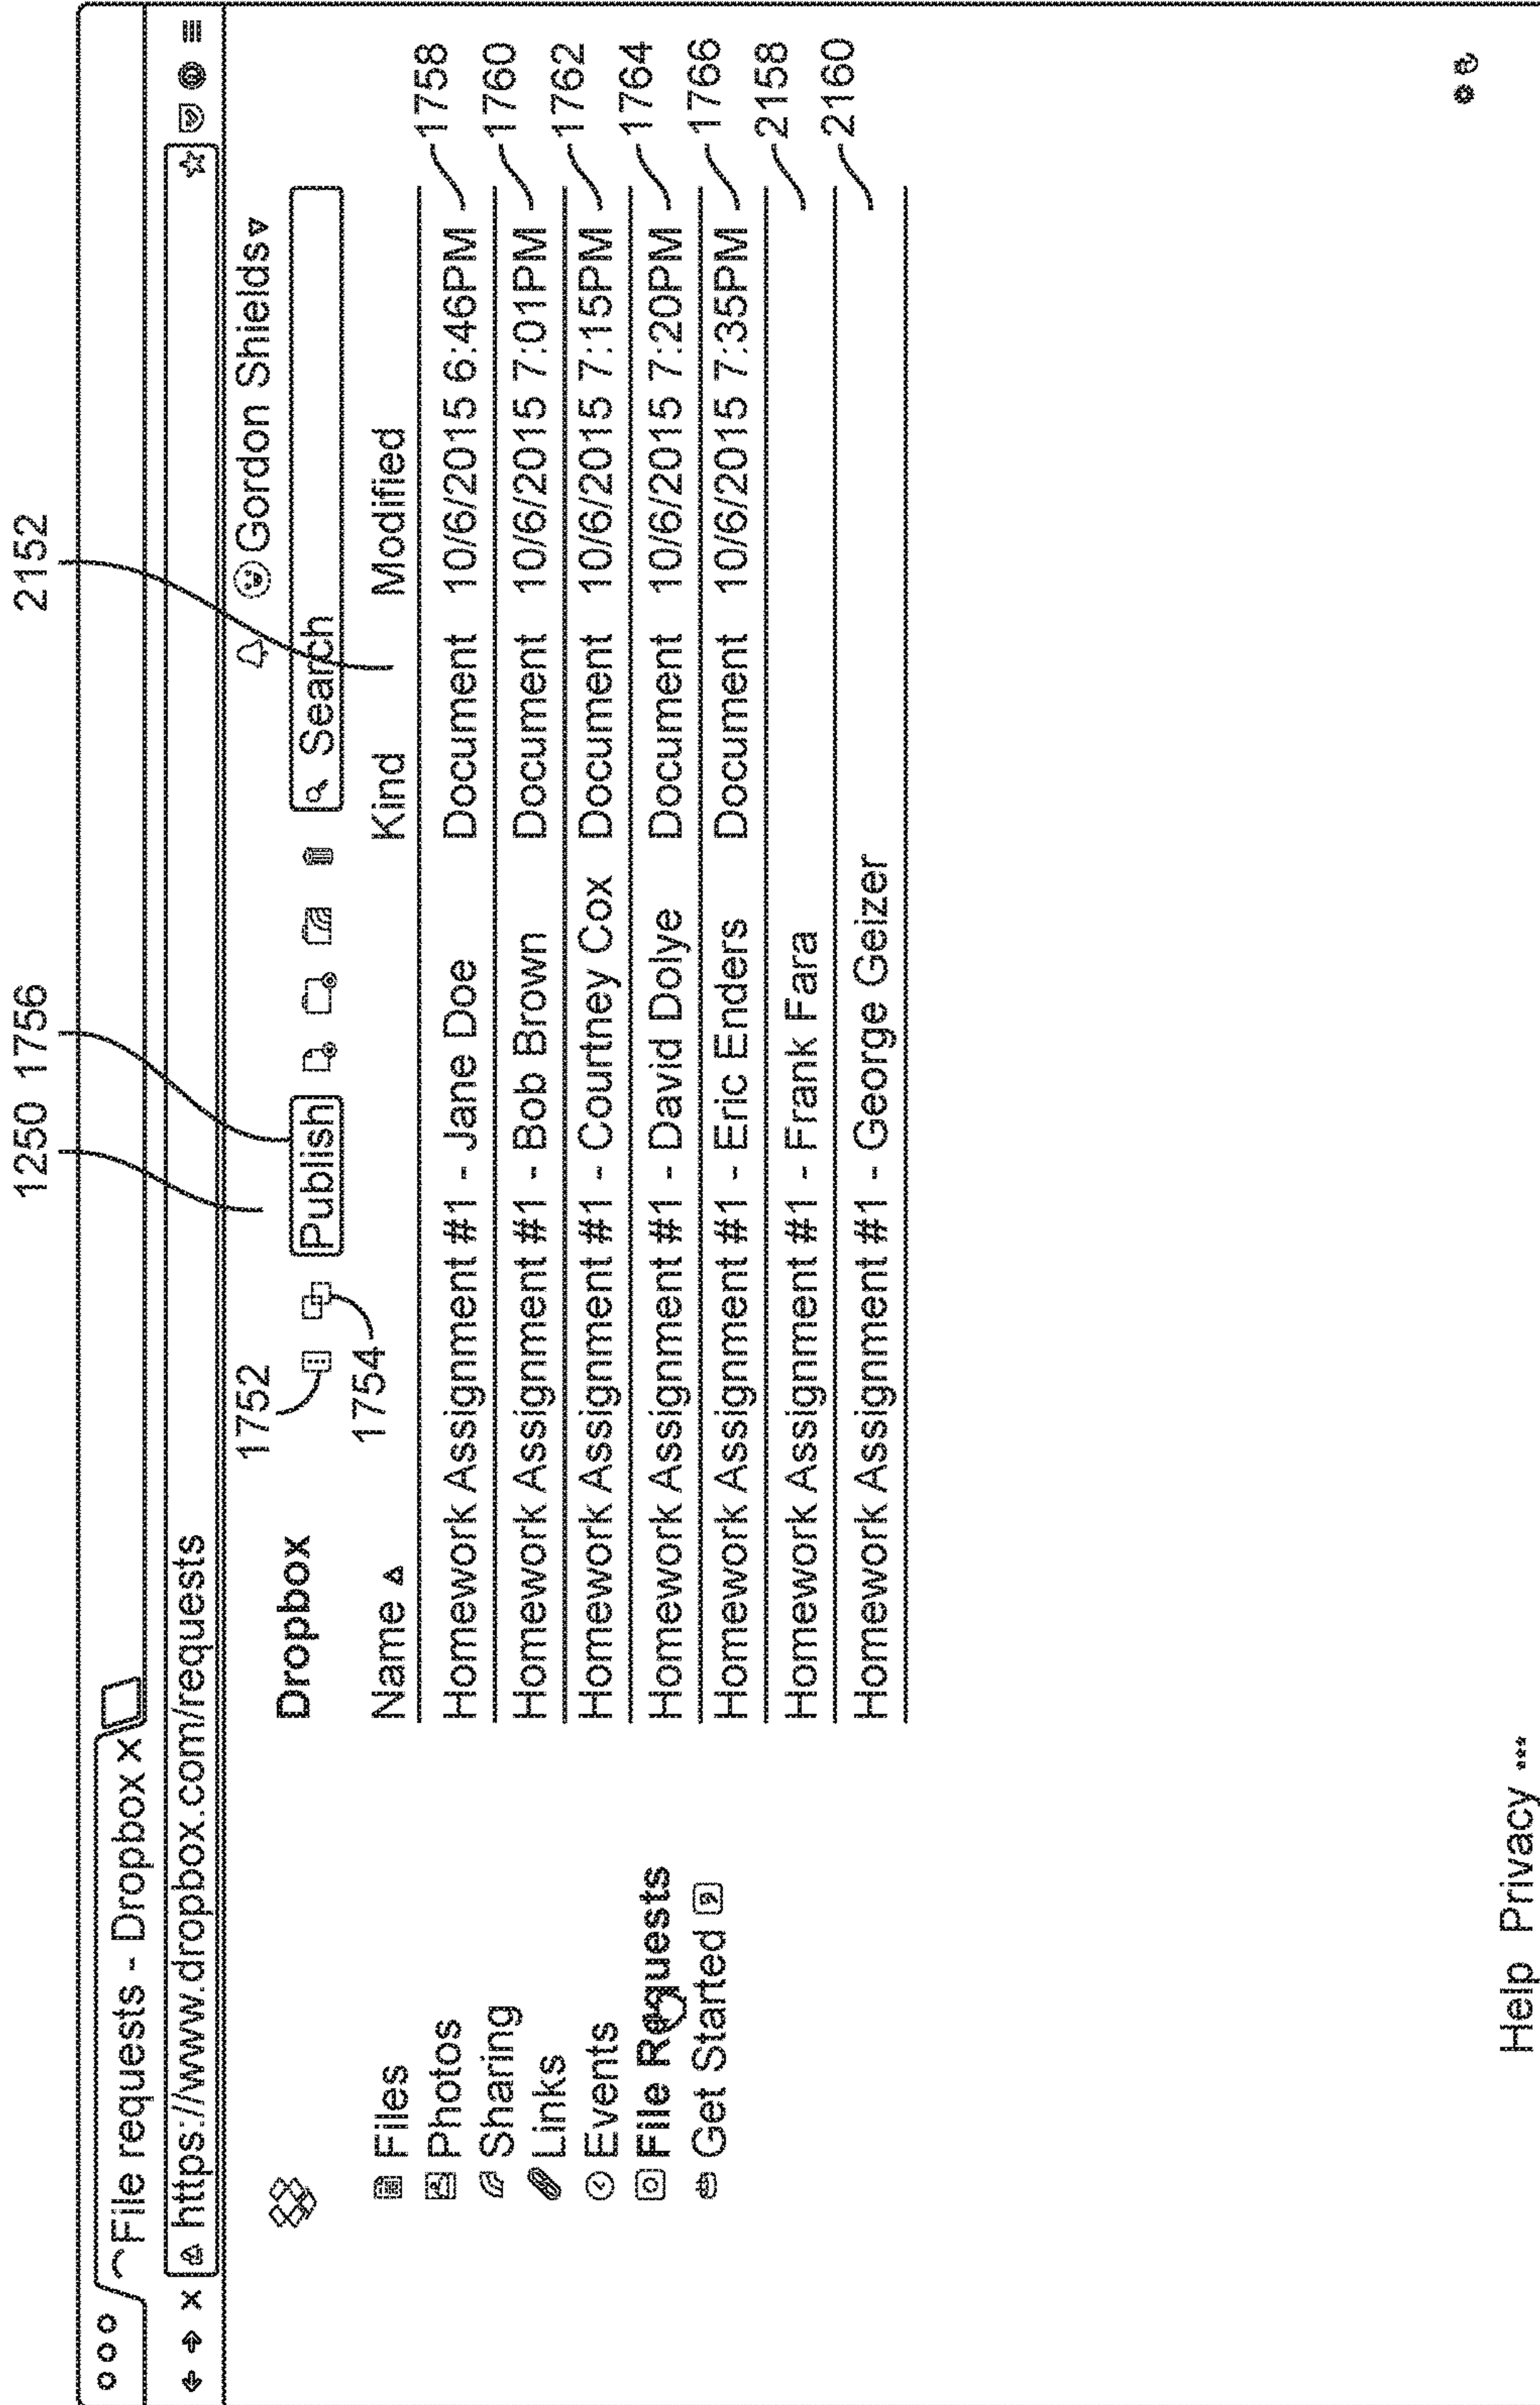 1250 1756 2152
File requests - Dropbox X
https://www.dropbox.com/requests
Gordon Shields
1752
Dropbox Publish Search
1754
Name Kind Modified
Files
Photos
Sharing
Links
Events
File Requests
Get Started
Homework Assignment #1 - Jane Doe Document 10/6/2015 6:46PM 1758
Homework Assignment #1 - Bob Brown Document 10/6/2015 7:01PM 1760
Homework Assignment #1 - Courtney Cox Document 10/6/2015 7:15PM 1762
Homework Assignment #1 - David Dolye Document 10/6/2015 7:20PM 1764
Homework Assignment #1 - Eric Enders Document 10/6/2015 7:35PM 1766
Homework Assignment #1 - Frank Fara 2158
Homework Assignment #1 - George Geizer 2160
Help Privacy ...